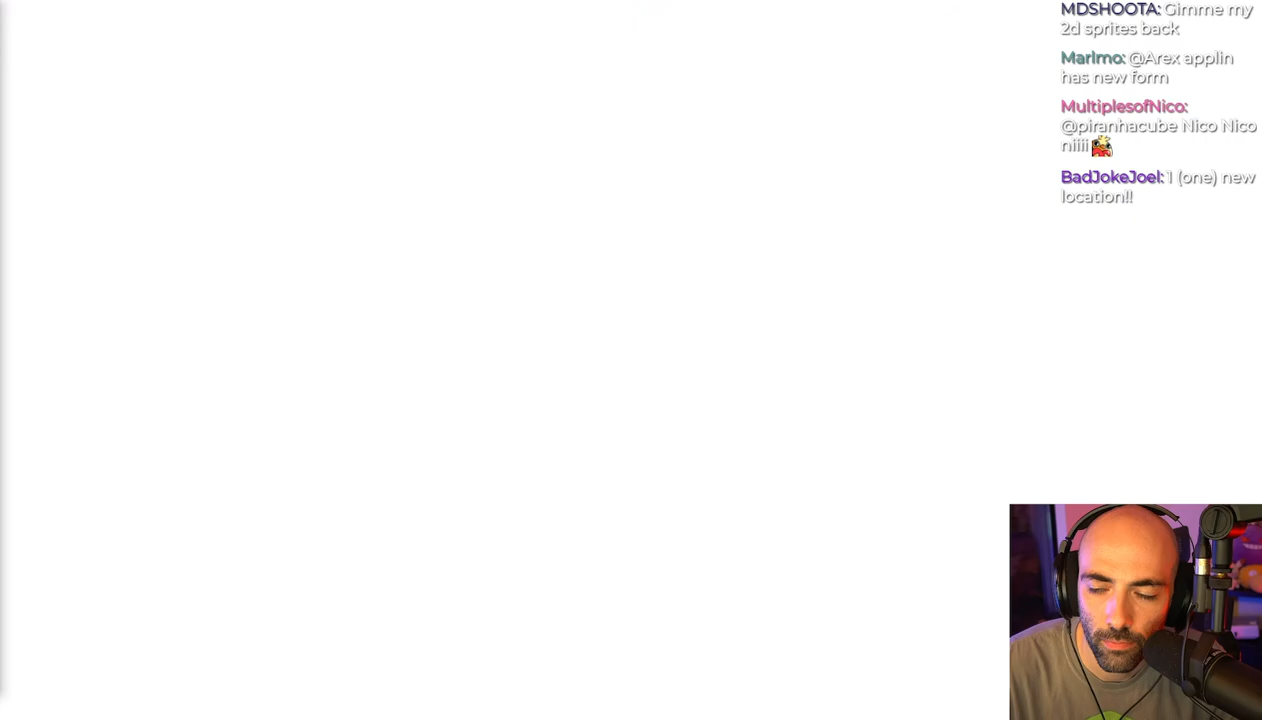 MDSHOOTA: Gimme my
2d sprites back
Marlmo: @Arex applin
has new form
MultiplesofNico:
@piranhacube Nico Nico
niiii
BadJokeJoel: 1 (one) new
location!!